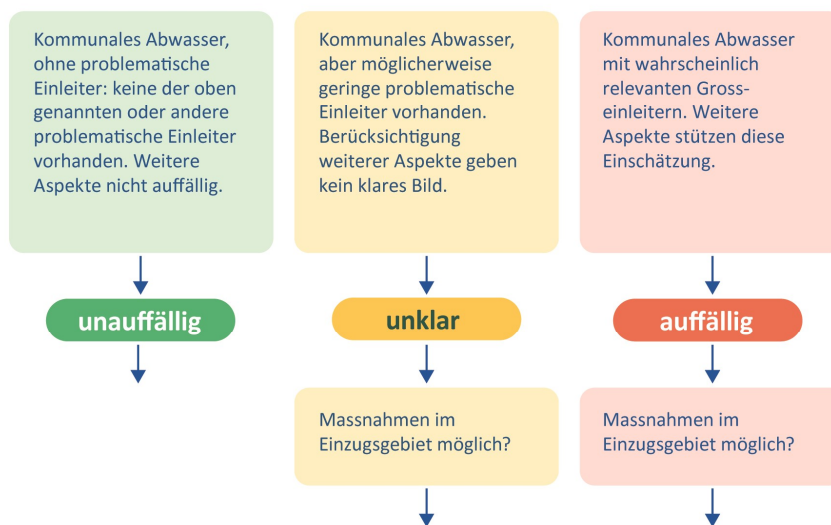 Kommunales Abwasser,
ohne problematische
Einleiter: keine der oben
genannten oder andere
problematische Einleiter
vorhanden. Weitere
Aspekte nicht auffällig.
Kommunales Abwasser,
aber möglicherweise
geringe problematische
Einleiter vorhanden.
Berücksichtigung
weiterer Aspekte geben
kein klares Bild.
Kommunales Abwasser
mit wahrscheinlich
relevanten Gross-
einleitern. Weitere
Aspekte stützen diese
Einschätzung.
unauffällig
unklar
auffällig
Massnahmen im
Einzugsgebiet möglich?
Massnahmen im
Einzugsgebiet möglich?